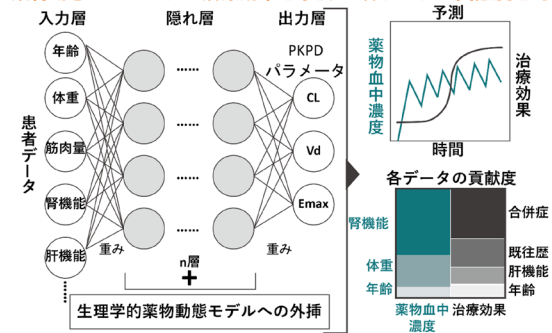 入力層
隠れ層
出力層
患者データ
年齢
体重
筋肉量
腎機能
肝機能
重み
n層
重み
PKPD
パラメータ
CL
Vd
Emax
+
生理学的薬物動態モデルへの外挿
予測
薬物血中濃度
治療効果
時間
各データの貢献度
腎機能
体重
年齢
合併症
既往歴
肝機能
年齢
薬物血中
濃度
治療効果